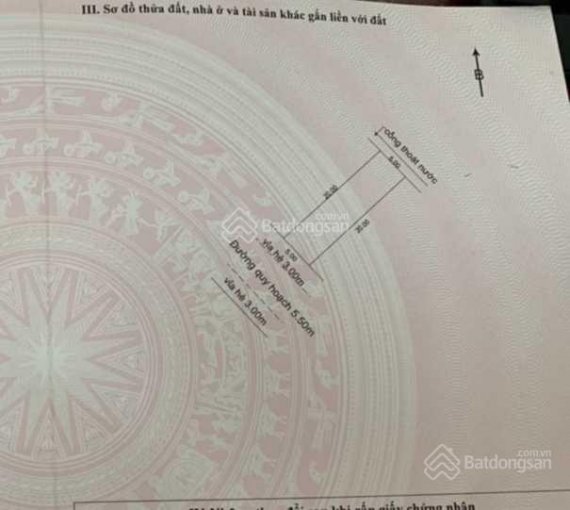 III. Sơ đồ thửa đất, nhà ở và tài sản khác gắn liền với đất
B
cống thoát nước
5.00
20.00
20.00
5.00
.com.vn
Batdongsan
vỉa hè 3.00m
Đường quy hoạch 5.50m
vỉa hè 3.00m
.com.vn
Batdongsan
khi cấp giấy chứng nhận